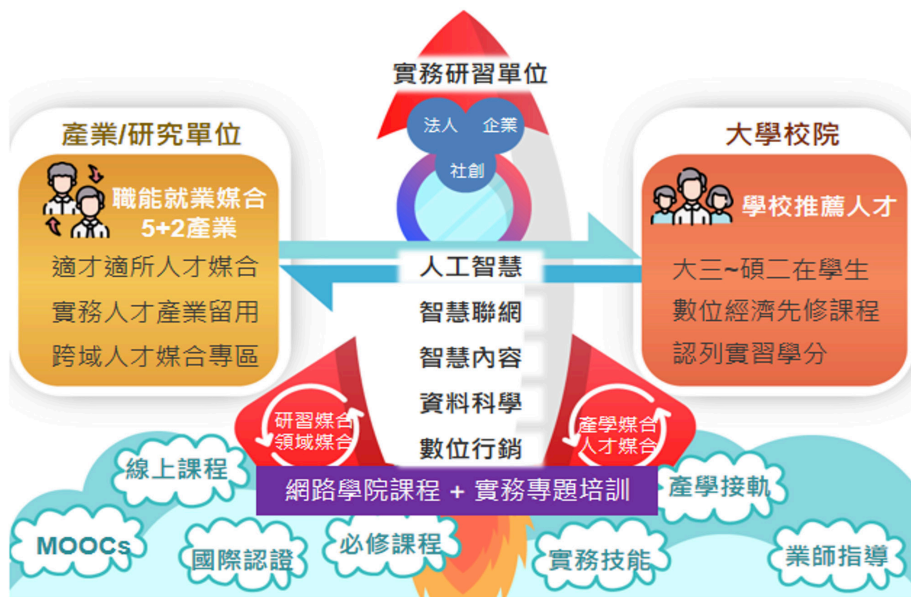 實務研習單位
法人
企業
社創
產業/研究單位
職能就業媒合
5+2產業
適才適所人才媒合
實務人才產業留用
跨域人才媒合專區
大學校院
學校推薦人才
大三~碩二在學生
數位經濟先修課程
認列實習學分
人工智慧
智慧聯網
智慧內容
資料科學
數位行銷
研習媒合
領域媒合
產學媒合
人才媒合
網路學院課程 + 實務專題培訓
線上課程
MOOCs
國際認證
必修課程
實務技能
產學接軌
業師指導